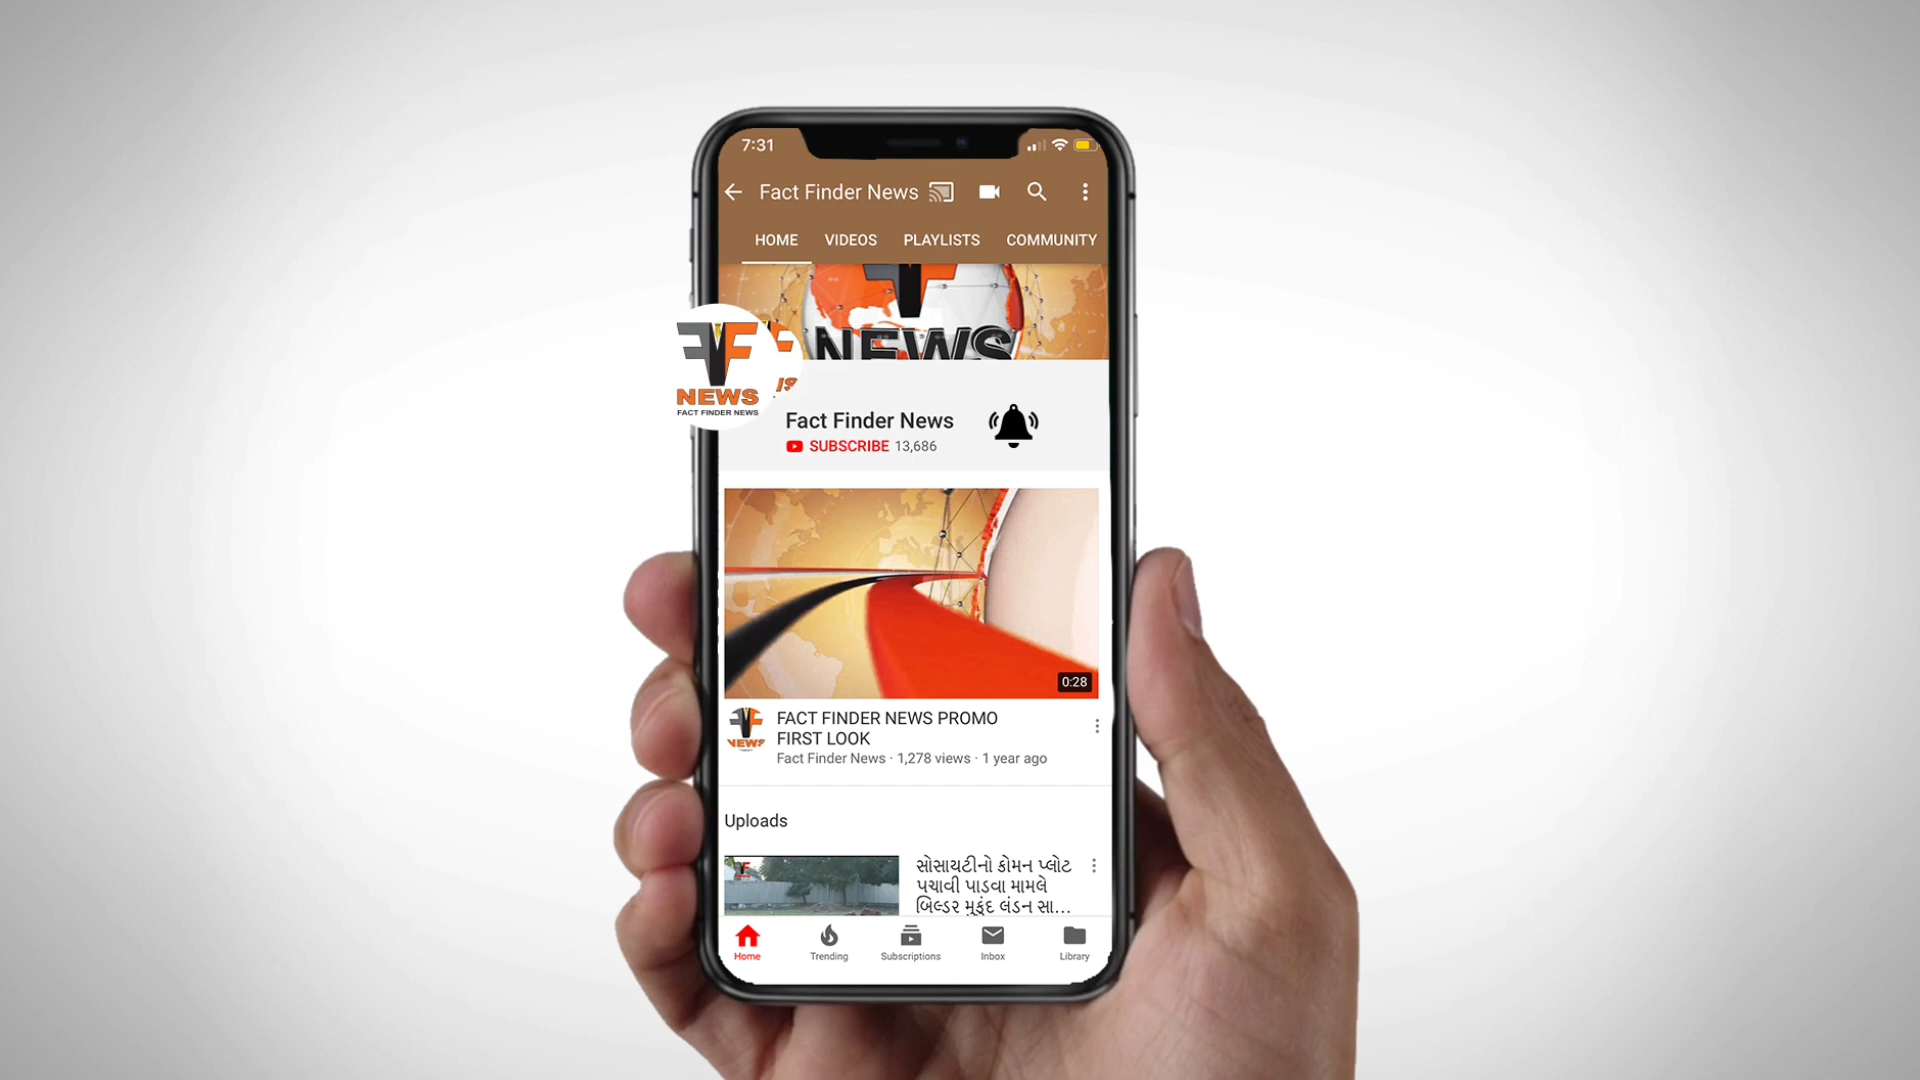 7:31
Fact Finder News
HOME VIDEOS PLAYLISTS COMMUNITY
NEWS
NEWS
FACT FINDER NEWS
Fact Finder News
SUBSCRIBE 13,686
0:28
NEWS
FACT FINDER NEWS PROMO
FIRST LOOK
Fact Finder News · 1,278 views · 1 year ago
Uploads
સોસાયટીનો કોમન પ્લોટ
પચાવી પાડવા મામલે
બિલ્ડર મુકુંદ લંડન સા...
Home Trending Subscriptions Inbox Library